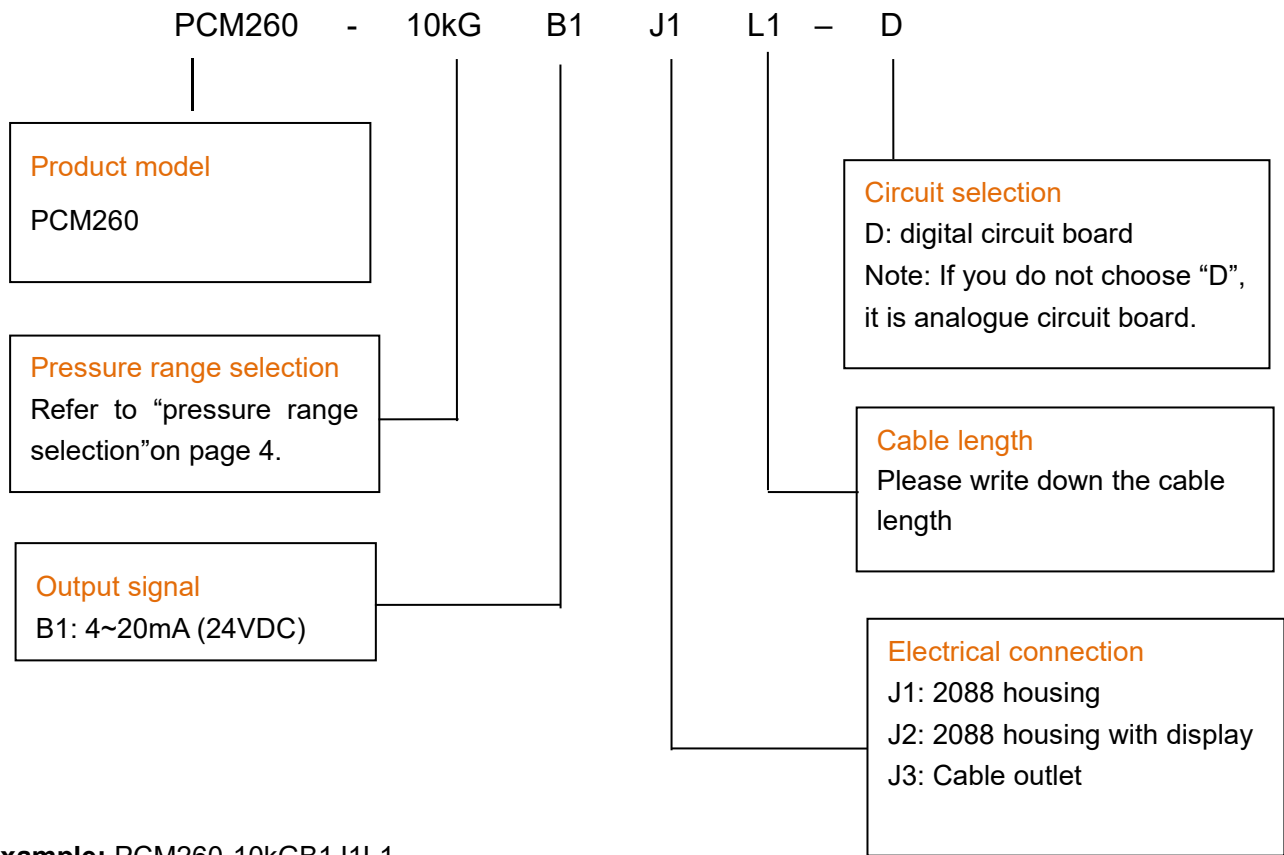 PCM260 - 10kG B1 J1 L1 – D
Product model
PCM260
Pressure range selection
Refer to “pressure range
selection”on page 4.
Output signal
B1: 4~20mA (24VDC)
Circuit selection
D: digital circuit board
Note: If you do not choose “D”,
it is analogue circuit board.
Cable length
Please write down the cable
length
Electrical connection
J1: 2088 housing
J2: 2088 housing with display
J3: Cable outlet
xample: PCM260-10kGB1J1L1